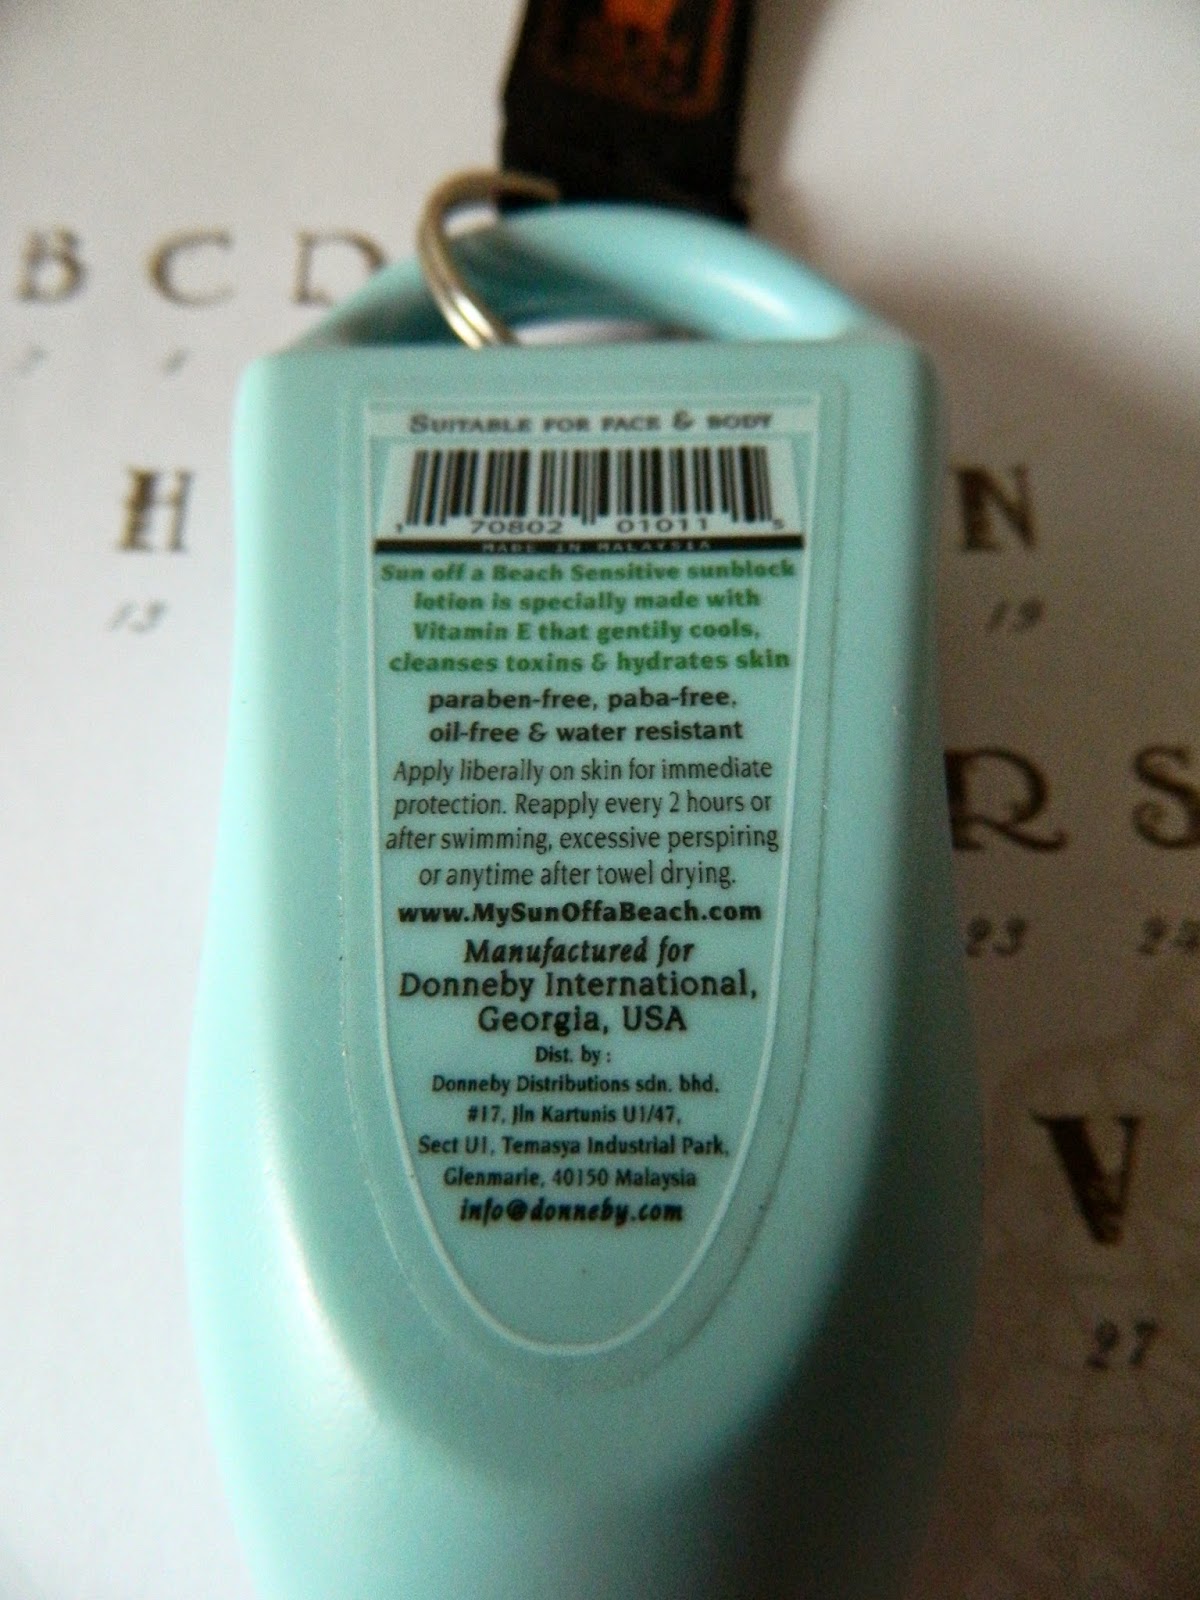 B C D
H
N
13
19
R S
23 24
V
27
SUITABLE FOR FACE & BODY
1 70802 01011 5
MADE IN MALAYSIA
Sun off a Beach Sensitive sunblock
lotion is specially made with
Vitamin E that gentily cools,
cleanses toxins & hydrates skin
paraben-free, paba-free,
oil-free & water resistant
Apply liberally on skin for immediate
protection. Reapply every 2 hours or
after swimming, excessive perspiring
or anytime after towel drying.
www.MySunOffaBeach.com
Manufactured for
Donneby International,
Georgia, USA
Dist. by :
Donneby Distributions sdn. bhd.
#17, Jln Kartunis U1/47,
Sect U1, Temasya Industrial Park,
Glenmarie, 40150 Malaysia
info@donneby.com